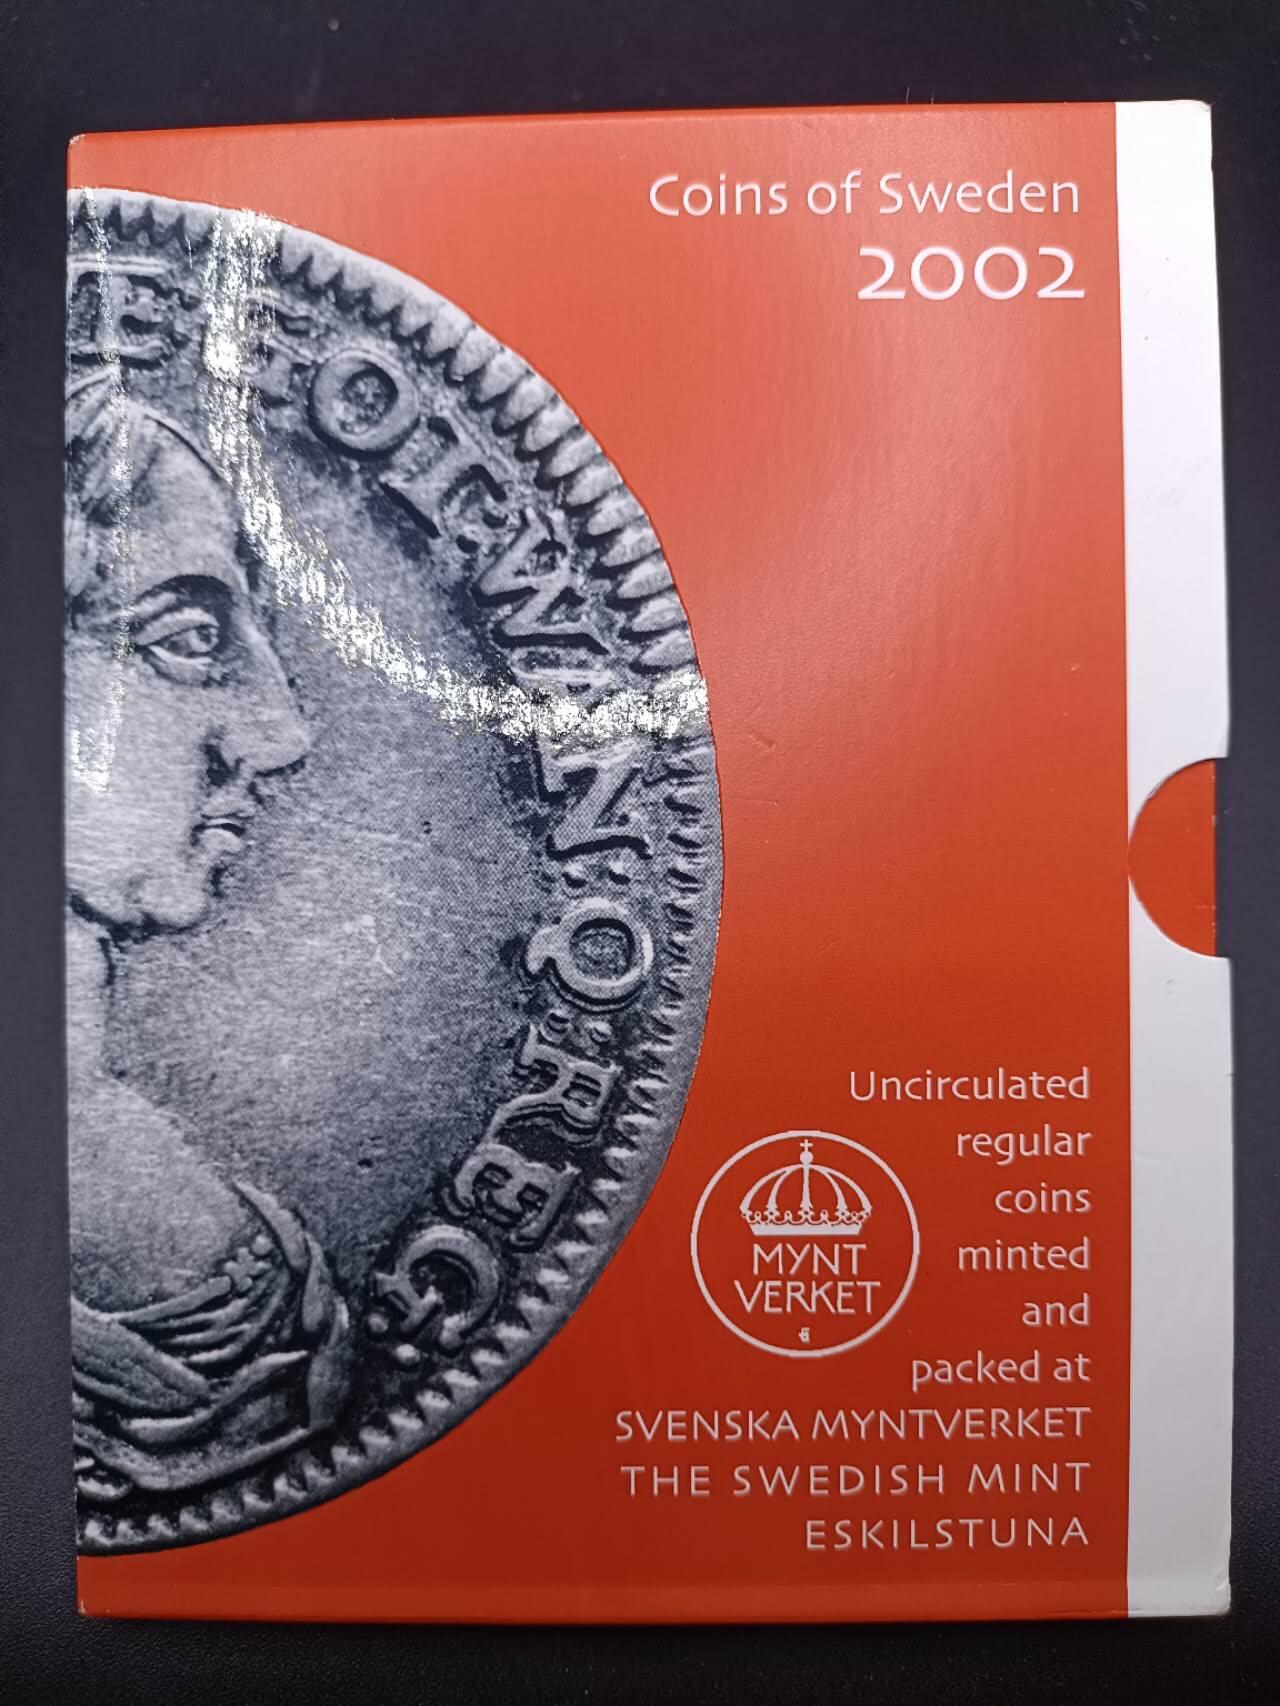 Coins of Sweden
2002
Uncirculated
regular
coins
minted
and
packed at
SVENSKA MYNTVERKET
THE SWEDISH MINT
ESKILSTUNA
MYNT
VERKET